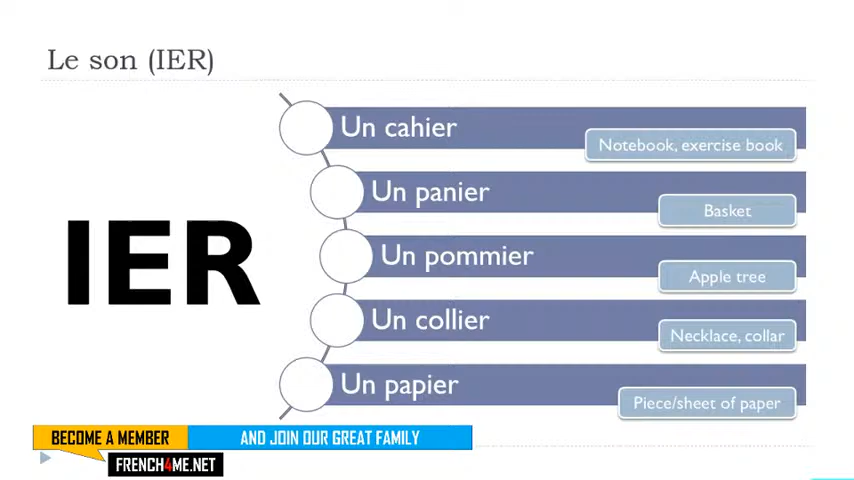 Le son (IER)
IER
Un cahier
Notebook, exercise book
Un panier
Basket
Un pommier
Apple tree
Un collier
Necklace, collar
Un papier
Piece/sheet of paper
BECOME A MEMBER
AND JOIN OUR GREAT FAMILY
FRENCH4ME.NET